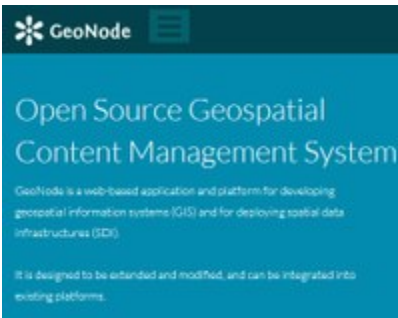 GeoNode
Open Source Geospatial
Content Management System
GeoNode is a web-based application and platform for developing
geospatial information systems (GIS) and for deploying spatial data
infrastructures (SDI).
It is designed to be extended and modified, and can be integrated into
existing platforms.